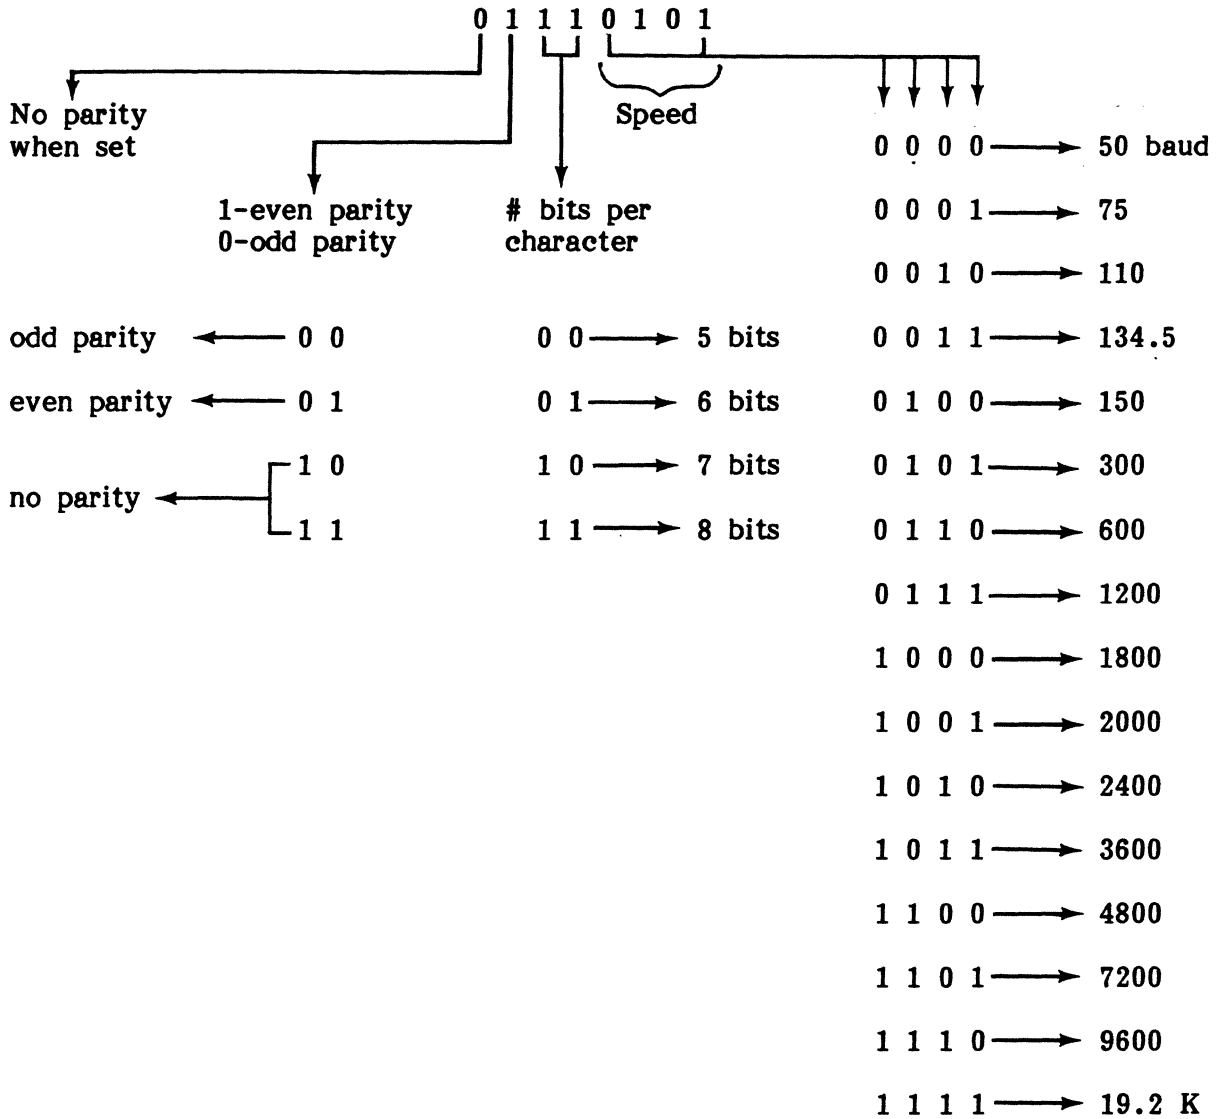 0 1 1 1 0 1 0 1
No parity
when set
Speed
1-even parity
0-odd parity
# bits per
character
0 0 0 0 50 baud
0 0 0 1 75
0 0 1 0 110
odd parity 0 0 0 0 5 bits 0 0 1 1 134.5
even parity 0 1 0 1 6 bits 0 1 0 0 150
1 0 1 0 7 bits 0 1 0 1 300
no parity
1 1 1 1 8 bits 0 1 1 0 600
0 1 1 1 1200
1 0 0 0 1800
1 0 0 1 2000
1 0 1 0 2400
1 0 1 1 3600
1 1 0 0 4800
1 1 0 1 7200
1 1 1 0 9600
1 1 1 1 19.2 K